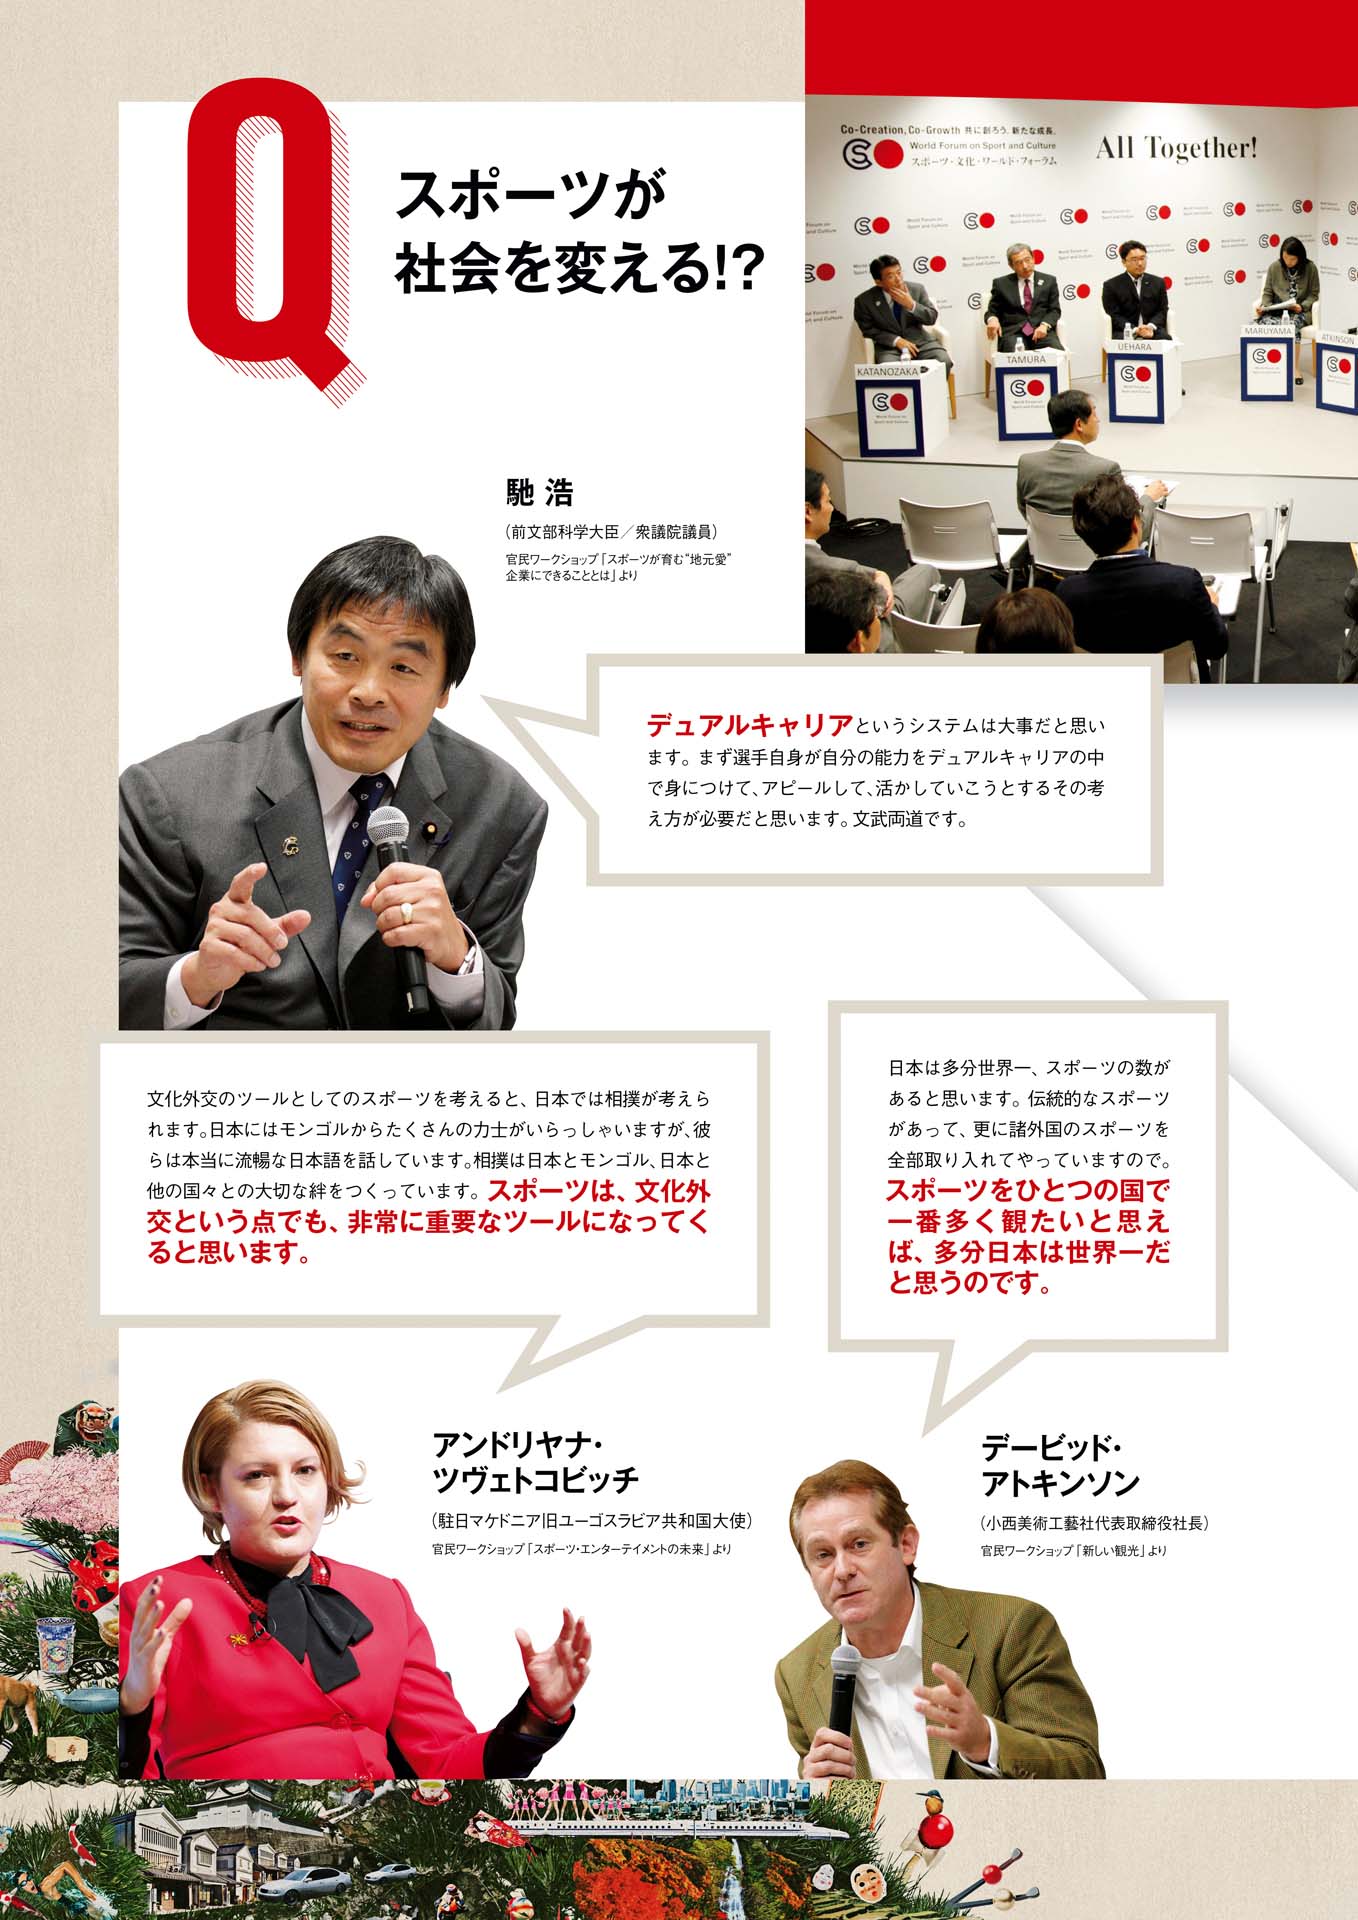 Q
スポーツが
社会を変える!?
Co-Creation, Co-Growth 共に創ろう、新たな成長。
World Forum on Sport and Culture
スポーツ・文化・ワールド・フォーラム
All Together!
KATANOZAKA
TAMURA
UEHARA
MARUYAMA
ATKINSON
World Forum on
Sport and Culture
馳 浩
（前文部科学大臣／衆議院議員）
官民ワークショップ「スポーツが育む“地元愛”
企業にできることとは」より
デュアルキャリアというシステムは大事だと思い
ます。まず選手自身が自分の能力をデュアルキャリアの中
で身につけて、アピールして、活かしていこうとするその考
え方が必要だと思います。文武両道です。
文化外交のツールとしてのスポーツを考えると、日本では相撲が考えら
れます。日本にはモンゴルからたくさんの力士がいらっしゃいますが、彼
らは本当に流暢な日本語を話しています。相撲は日本とモンゴル、日本と
他の国々との大切な絆をつくっています。スポーツは、文化外
交という点でも、非常に重要なツールになってく
ると思います。
日本は多分世界一、スポーツの数が
あると思います。伝統的なスポーツ
があって、更に諸外国のスポーツを
全部取り入れてやっていますので。
スポーツをひとつの国で
一番多く観たいと思え
ば、多分日本は世界一だ
と思うのです。
アンドリヤナ・
ツヴェトコビッチ
（駐日マケドニア旧ユーゴスラビア共和国大使）
官民ワークショップ「スポーツ・エンターテイメントの未来」より
デービッド・
アトキンソン
（小西美術工藝社代表取締役社長）
官民ワークショップ「新しい観光」より